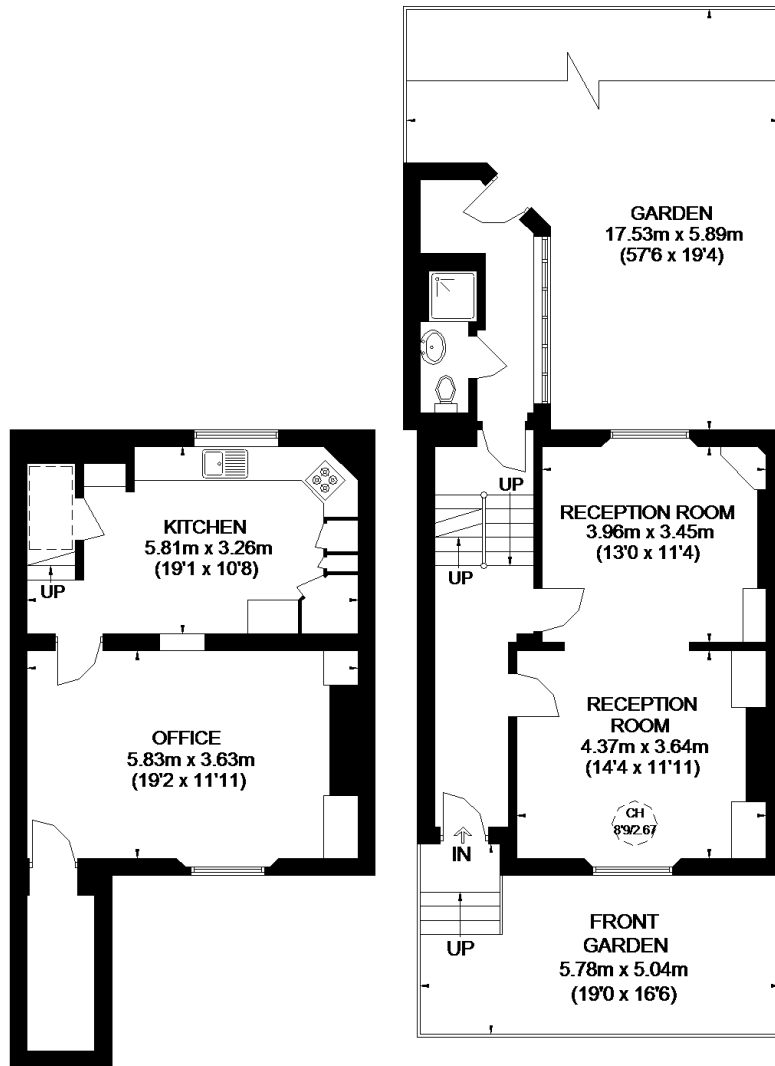 GARDEN
17.53m x 5.89m
(57'6 x 19'4)
KITCHEN
5.81m x 3.26m
(19'1 x 10'8)
UP
OFFICE
5.83m x 3.63m
(19'2 x 11'11)
UP
UP
RECEPTION ROOM
3.96m x 3.45m
(13'0 x 11'4)
RECEPTION
ROOM
4.37m x 3.64m
(14'4 x 11'11)
CH
8'9/2.67
IN
UP
FRONT
GARDEN
5.78m x 5.04m
(19'0 x 16'6)